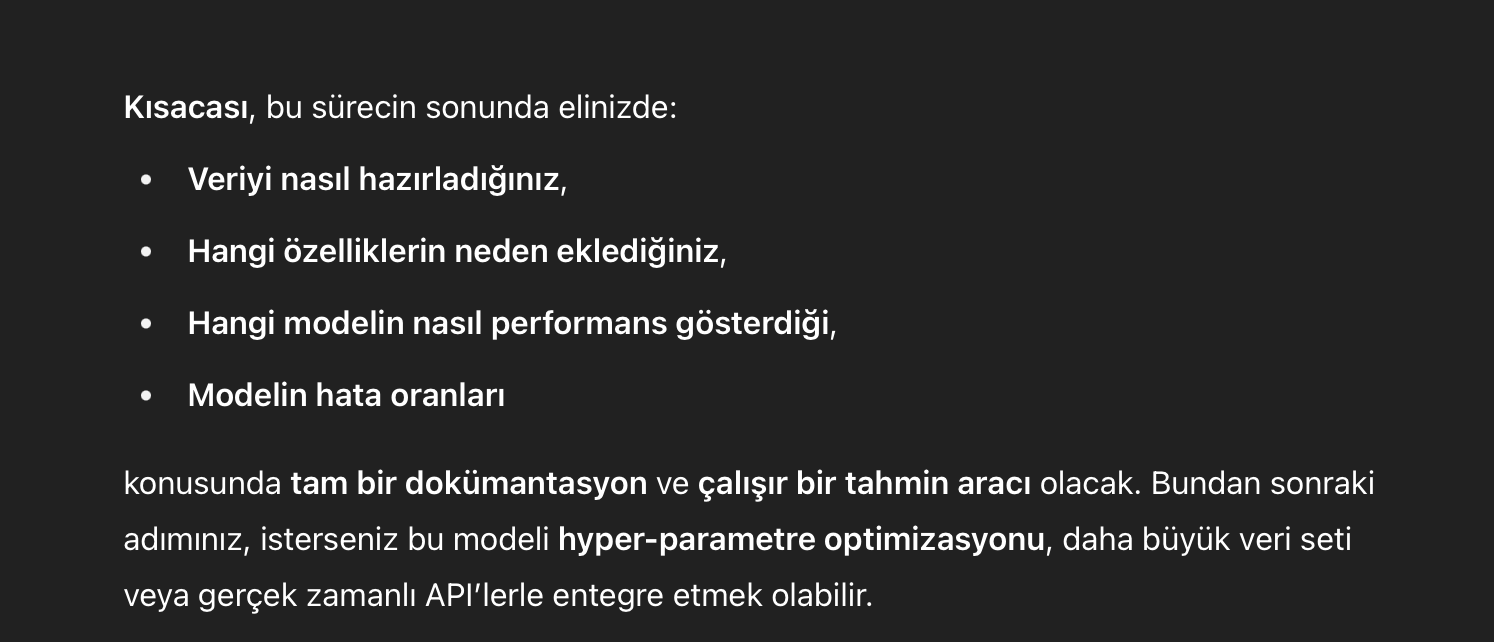 Kısacası, bu sürecin sonunda elinizde:
• Veriyi nasıl hazırladığınız,
• Hangi özelliklerin neden eklediğiniz,
• Hangi modelin nasıl performans gösterdiği,
• Modelin hata oranları
konusunda tam bir dokümantasyon ve çalışır bir tahmin aracı olacak. Bundan sonraki
adımınız, isterseniz bu modeli hyper-parametre optimizasyonu, daha büyük veri seti
veya gerçek zamanlı API’lerle entegre etmek olabilir.